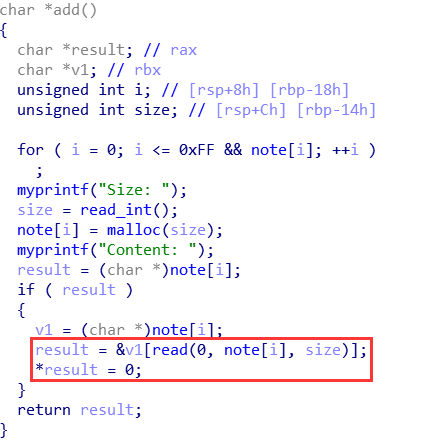 char *add()
{
  char *result; // rax
  char *v1; // rbx
  unsigned int i; // [rsp+8h] [rbp-18h]
  unsigned int size; // [rsp+Ch] [rbp-14h]

  for ( i = 0; i <= 0xFF && note[i]; ++i )
    ;
  myprintf("Size: ");
  size = read_int();
  note[i] = malloc(size);
  myprintf("Content: ");
  result = (char *)note[i];
  if ( result )
  {
    v1 = (char *)note[i];
    result = &v1[read(0, note[i], size)];
    *result = 0;
  }
  return result;
}